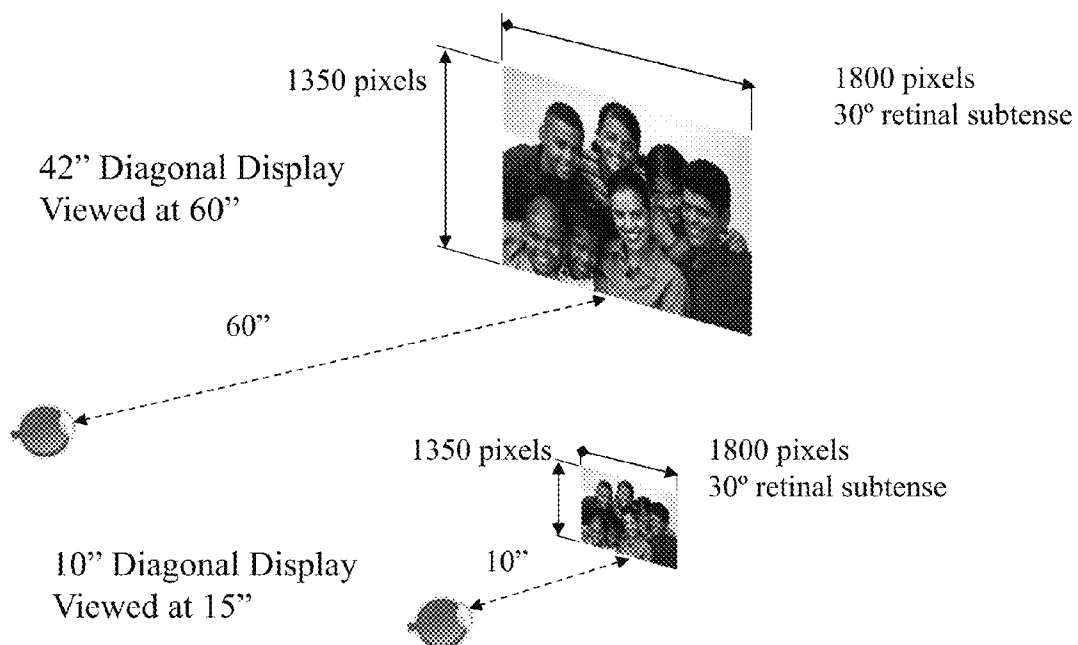 1350 pixels
1800 pixels
30º retinal subtense
42” Diagonal Display
Viewed at 60”
60”
1350 pixels
1800 pixels
30º retinal subtense
10” Diagonal Display
Viewed at 15”
10”